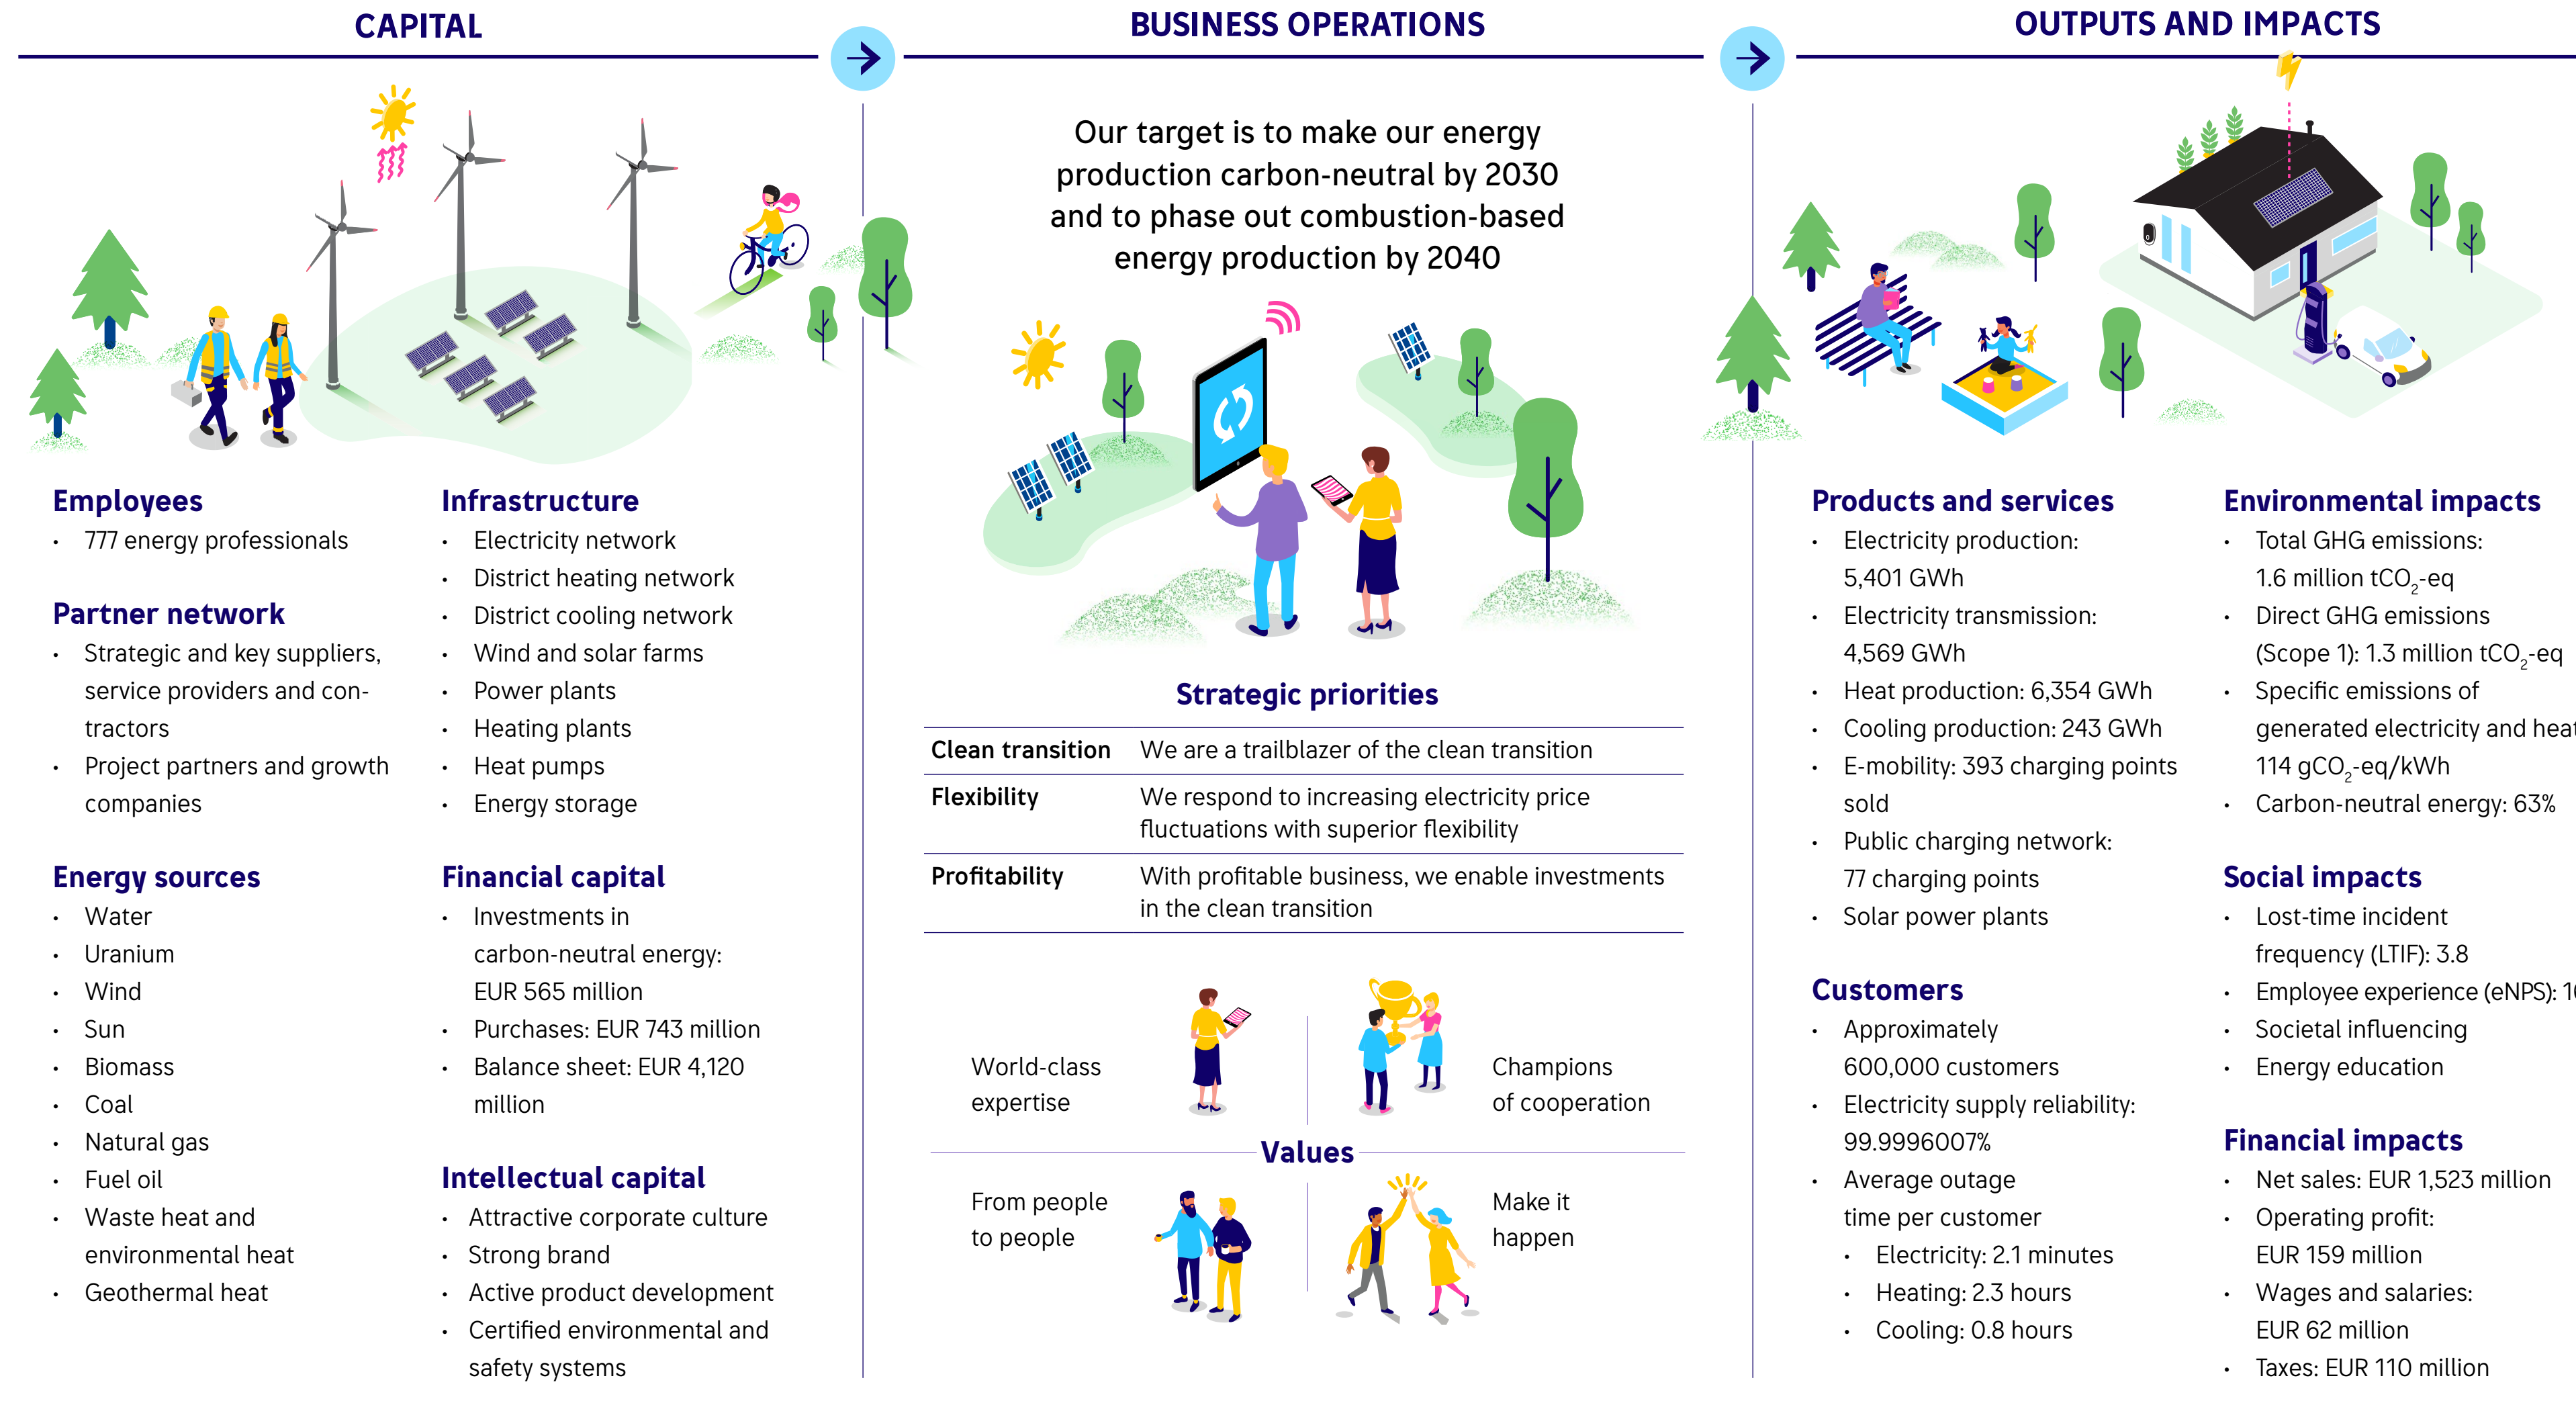 CAPITAL
Employees
• 777 energy professionals
Partner network
• Strategic and key suppliers,
service providers and con-
tractors
• Project partners and growth
companies
Energy sources
• Water
• Uranium
• Wind
• Sun
• Biomass
• Coal
• Natural gas
• Fuel oil
• Waste heat and
environmental heat
• Geothermal heat
Infrastructure
• Electricity network
• District heating network
• District cooling network
• Wind and solar farms
• Power plants
• Heating plants
• Heat pumps
• Energy storage
Financial capital
• Investments in
carbon-neutral energy:
EUR 565 million
• Purchases: EUR 743 million
• Balance sheet: EUR 4,120
million
Intellectual capital
• Attractive corporate culture
• Strong brand
• Active product development
• Certified environmental and
safety systems
BUSINESS OPERATIONS
Our target is to make our energy
production carbon-neutral by 2030
and to phase out combustion-based
energy production by 2040
Strategic priorities
Clean transition We are a trailblazer of the clean transition
Flexibility We respond to increasing electricity price
fluctuations with superior flexibility
Profitability With profitable business, we enable investments
in the clean transition
World-class
expertise
Champions
of cooperation
Values
From people
to people
Make it
happen
OUTPUTS AND IMPACTS
Products and services
• Electricity production:
5,401 GWh
• Electricity transmission:
4,569 GWh
• Heat production: 6,354 GWh
• Cooling production: 243 GWh
• E-mobility: 393 charging points
sold
• Public charging network:
77 charging points
• Solar power plants
Customers
• Approximately
600,000 customers
• Electricity supply reliability:
99.9996007%
• Average outage
time per customer
• Electricity: 2.1 minutes
• Heating: 2.3 hours
• Cooling: 0.8 hours
Environmental impacts
• Total GHG emissions:
1.6 million tCO₂-eq
• Direct GHG emissions
(Scope 1): 1.3 million tCO₂-eq
• Specific emissions of
generated electricity and heat
114 gCO₂-eq/kWh
• Carbon-neutral energy: 63%
Social impacts
• Lost-time incident
frequency (LTIF): 3.8
• Employee experience (eNPS):
• Societal influencing
• Energy education
Financial impacts
• Net sales: EUR 1,523 million
• Operating profit:
EUR 159 million
• Wages and salaries:
EUR 62 million
• Taxes: EUR 110 million